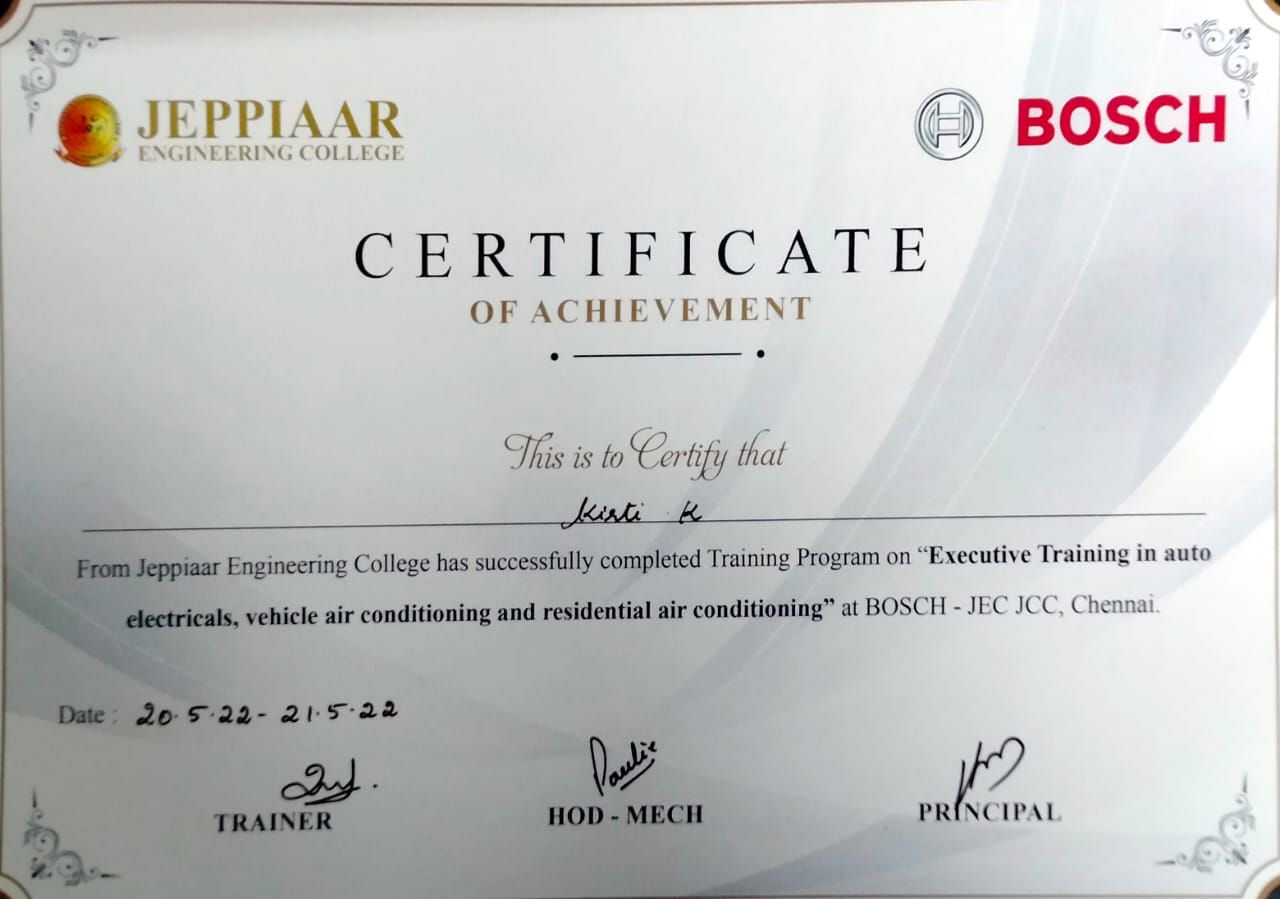 JEPPIAAR
ENGINEERING COLLEGE
BOSCH
CERTIFICATE
OF ACHIEVEMENT
This is to Certify that
Kirti K
From Jeppiaar Engineering College has successfully completed Training Program on “Executive Training in auto
electricals, vehicle air conditioning and residential air conditioning” at BOSCH - JEC JCC, Chennai.
Date : 20.5.22 - 21.5.22
TRAINER
HOD - MECH
PRINCIPAL